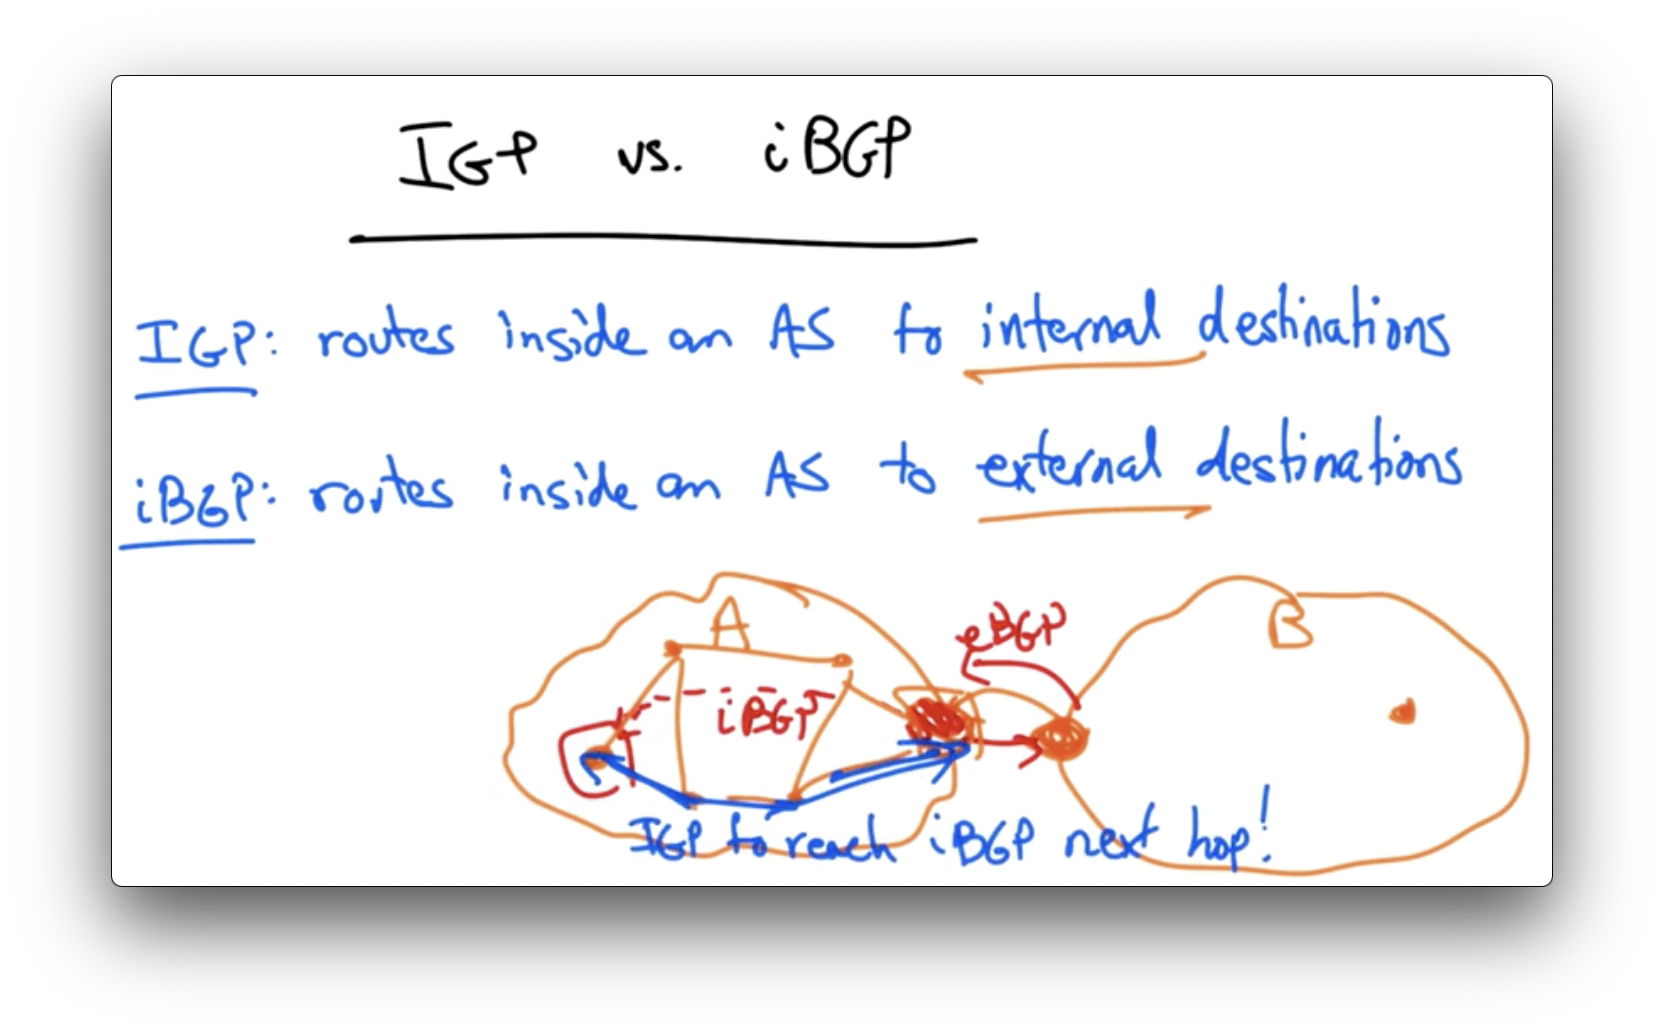 IGP vs. iBGP
IGP: routes inside an AS to internal destinations
iBGP: routes inside an AS to external destinations
A
eBGP
B
iBGP
IGP to reach iBGP next hop!